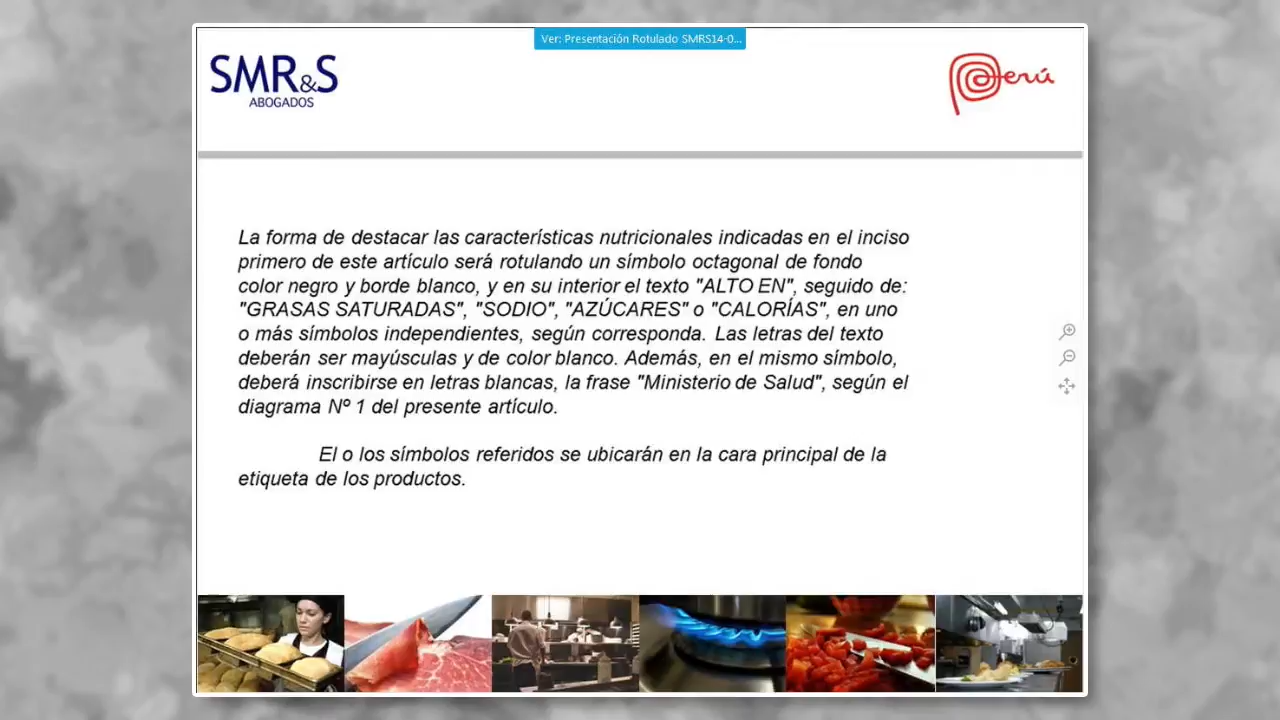 Ver: Presentación Rotulado SMRS14-0...
SMR&S
ABOGADOS
Perú
La forma de destacar las características nutricionales indicadas en el inciso
primero de este artículo será rotulando un símbolo octagonal de fondo
color negro y borde blanco, y en su interior el texto "ALTO EN", seguido de:
"GRASAS SATURADAS", "SODIO", "AZÚCARES" o "CALORÍAS", en uno
o más símbolos independientes, según corresponda. Las letras del texto
deberán ser mayúsculas y de color blanco. Además, en el mismo símbolo,
deberá inscribirse en letras blancas, la frase "Ministerio de Salud", según el
diagrama Nº 1 del presente artículo.
El o los símbolos referidos se ubicarán en la cara principal de la
etiqueta de los productos.